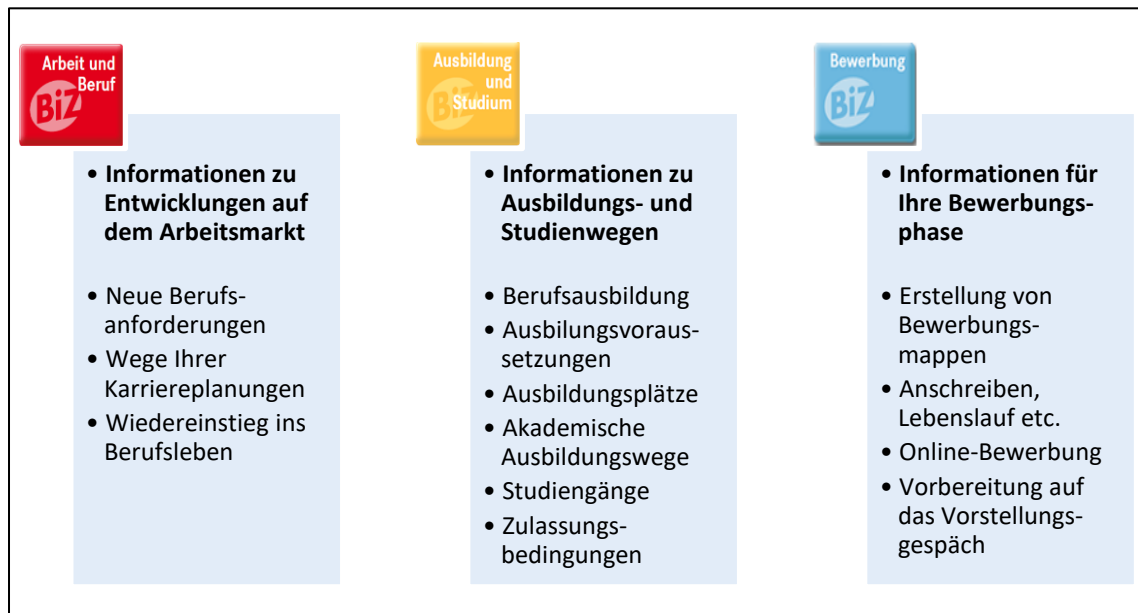 Arbeit und
Beruf
BiZ
• Informationen zu
Entwicklungen auf
dem Arbeitsmarkt
• Neue Berufs-
anforderungen
• Wege Ihrer
Karriereplanungen
• Wiedereinstieg ins
Berufsleben
Ausbildung
und
Studium
BiZ
• Informationen zu
Ausbildungs- und
Studienwegen
• Berufsausbildung
• Ausbilungsvoraus-
setzungen
• Ausbildungsplätze
• Akademische
Ausbildungswege
• Studiengänge
• Zulassungs-
bedingungen
Bewerbung
BiZ
• Informationen für
Ihre Bewerbungs-
phase
• Erstellung von
Bewerbungs-
mappen
• Anschreiben,
Lebenslauf etc.
• Online-Bewerbung
• Vorbereitung auf
das Vorstellungs-
gespäch